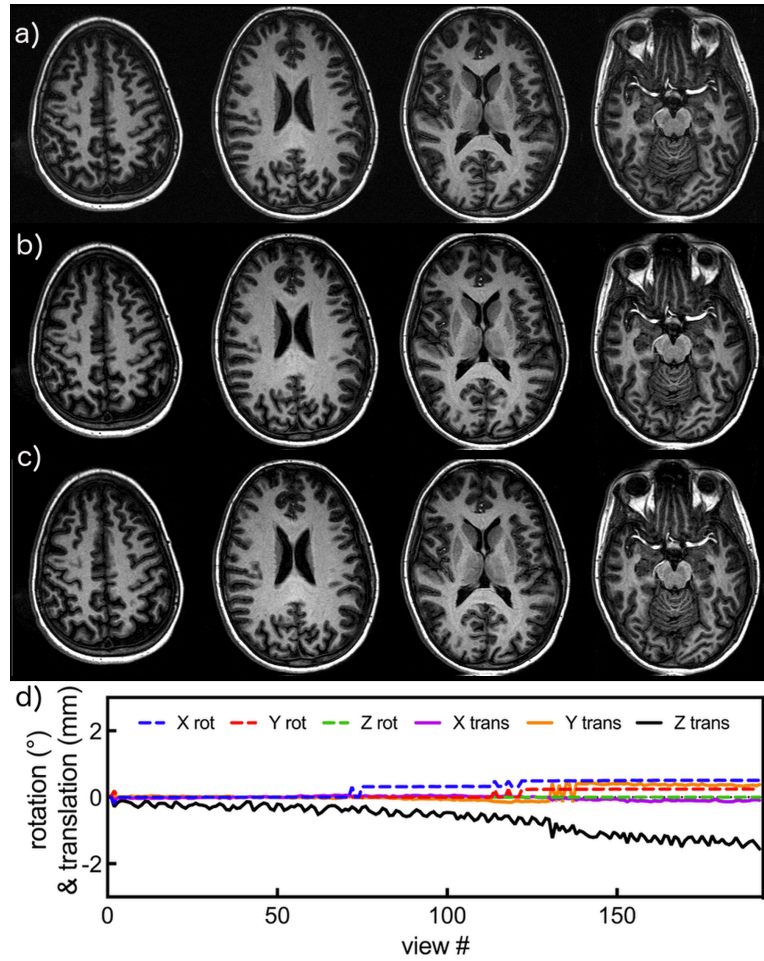 a)
b)
c)
d)
X rot Y rot Z rot X trans Y trans Z trans
rotation (°)
& translation (mm)
2
0
-2
0 50 100 150
view #